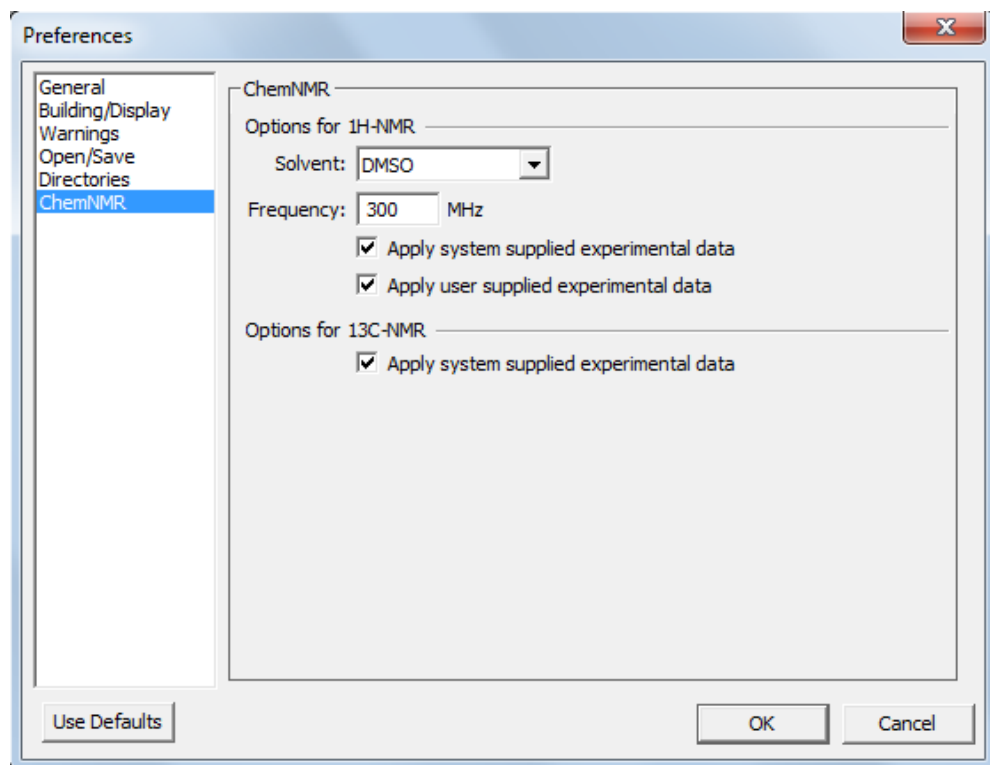 Preferences
General
Building/Display
Warnings
Open/Save
Directories
ChemNMR
ChemNMR
Options for 1H-NMR
Solvent: DMSO
Frequency: 300 MHz
Apply system supplied experimental data
Apply user supplied experimental data
Options for 13C-NMR
Apply system supplied experimental data
Use Defaults
OK
Cancel